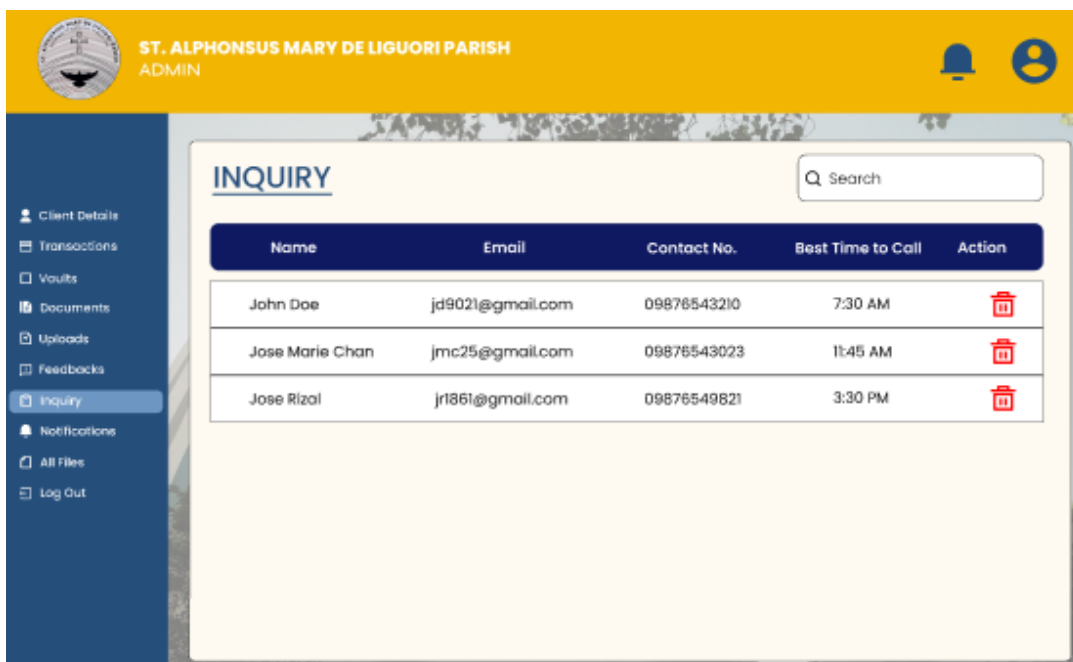 ST. ALPHONSUS MARY DE LIGUORI PARISH
ADMIN
INQUIRY
Search
Client Details
Transactions
Vaults
Documents
Uploads
Feedbacks
Inquiry
Notifications
All Files
Log Out
Name Email Contact No. Best Time to Call Action
John Doe jd9021@gmail.com 09876543210 7:30 AM
Jose Marie Chan jmc25@gmail.com 09876543023 11:45 AM
Jose Rizal jr1861@gmail.com 09876549821 3:30 PM